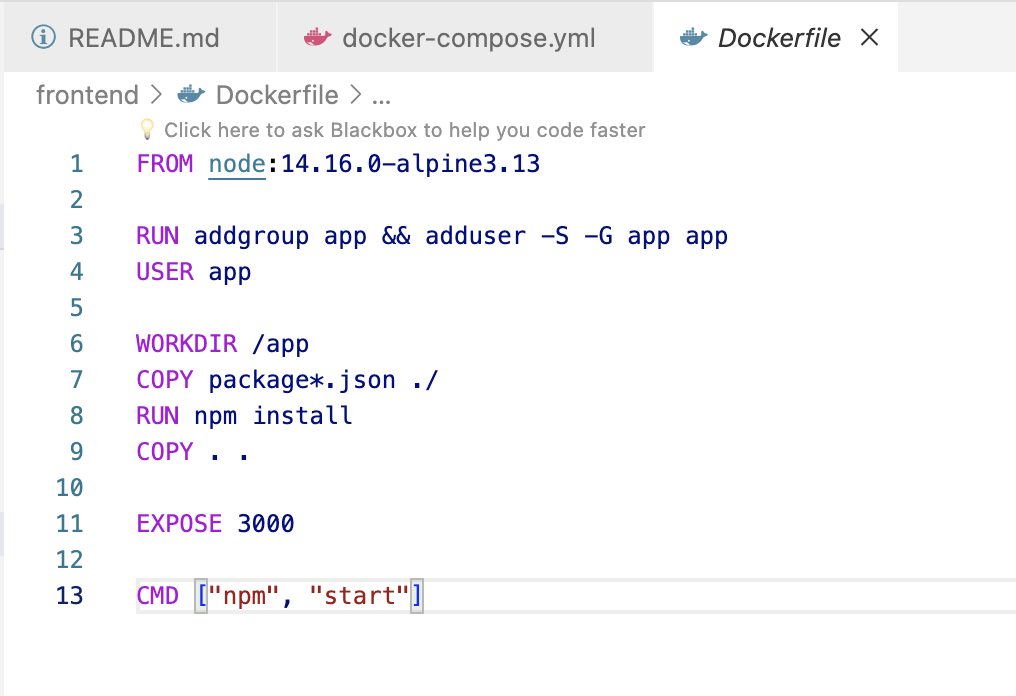 README.md docker-compose.yml Dockerfile
frontend > Dockerfile > ...
Click here to ask Blackbox to help you code faster
1 FROM node:14.16.0-alpine3.13
2
3 RUN addgroup app && adduser -S -G app app
4 USER app
5
6 WORKDIR /app
7 COPY package*.json ./
8 RUN npm install
9 COPY . .
10
11 EXPOSE 3000
12
13 CMD ["npm", "start"]